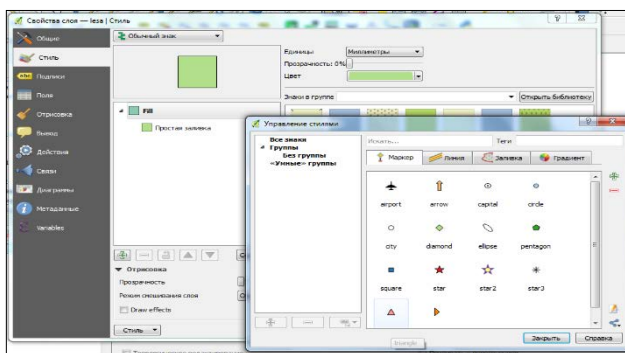 Свойства слоя — lesa | Стиль
Общие
Стиль
Подписи
Поля
Отрисовка
Вывод
Действия
Связи
Диаграммы
Метаданные
Variables
Обычный знак
Единицы
Миллиметры
Прозрачность: 0%
Цвет
Знаки в группе
Открыть библиотеку
Fill
Простая заливка
Отрисовка
Прозрачность
Режим смешивания слоя
Draw effects
Стиль
Управление стилями
Все знаки
Группы
Без группы
«Умные» группы
Искать...
Теги
Маркер
Линия
Заливка
Градиент
airport
arrow
capital
circle
city
diamond
ellipse
pentagon
square
star
star2
star3
triangle
Закрыть
Справка